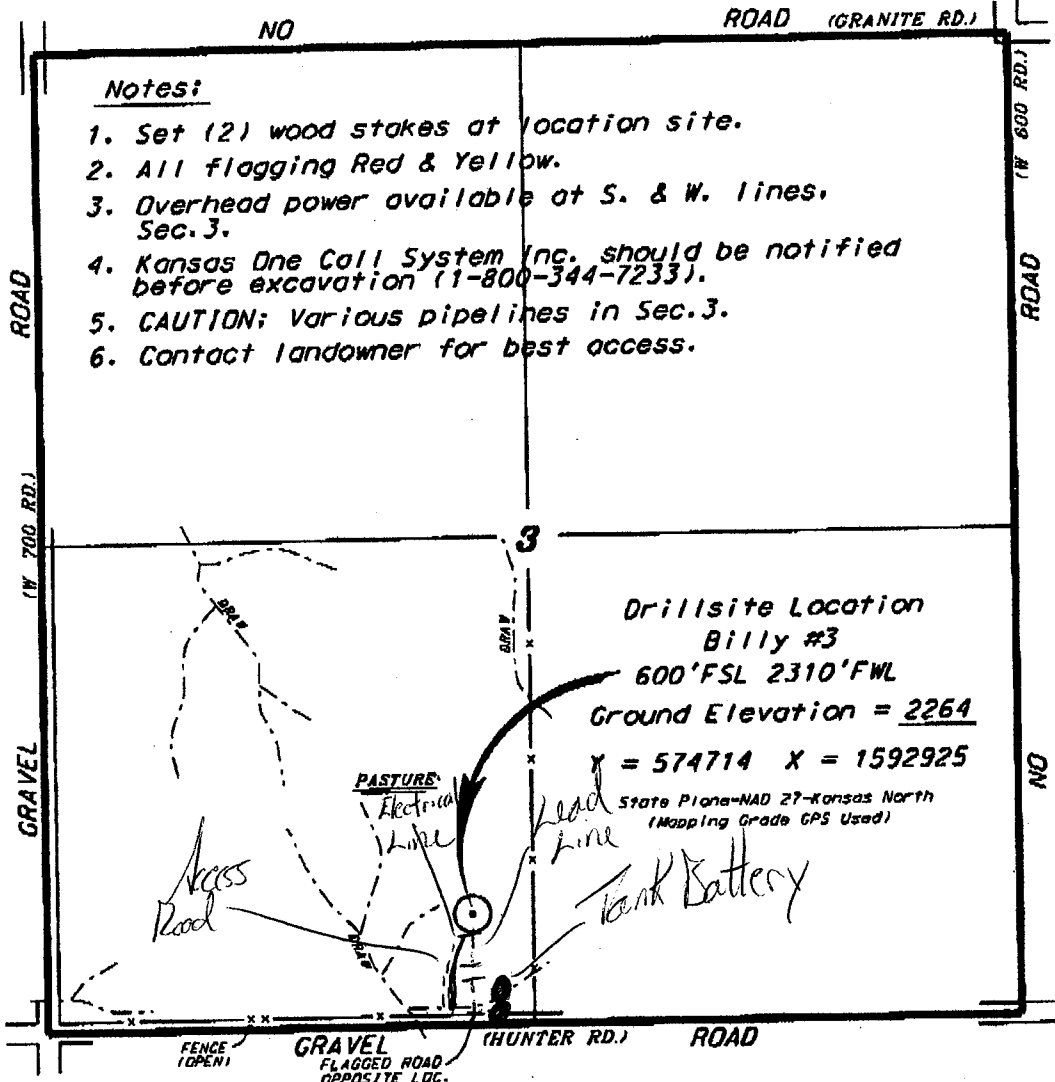 NO ROAD (GRANITE RD.)
Notes:
1. Set (2) wood stakes at location site.
2. All flagging Red & Yellow.
3. Overhead power available at S. & W. lines,
Sec.3.
4. Kansas One Call System Inc. should be notified
before excavation (1-800-344-7233).
5. CAUTION: Various pipelines in Sec.3.
6. Contact landowner for best access.
(W 600 RD.)
ROAD
NO
ROAD
(W 700 RD.)
GRAVEL
3
DRAW
DRAW
Drillsite Location
Billy #3
600'FSL 2310'FWL
Ground Elevation = 2264
Y = 574714 X = 1592925
State Plane-NAD 27-Kansas North
(Mapping Grade GPS Used)
PASTURE
Electrical
Line
Lead
Line
Tank Battery
Access
Road
DRAW
FENCE
(OPEN)
GRAVEL (HUNTER RD.) ROAD
FLAGGED ROAD
OPPOSITE LOC.